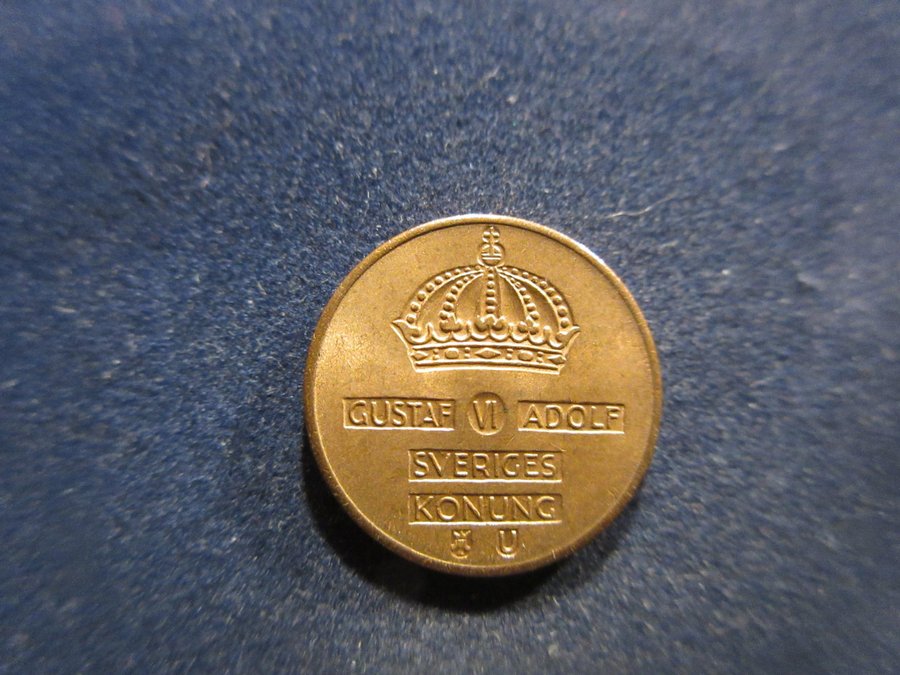 GUSTAF VI ADOLF
SVERIGES
KONUNG
U